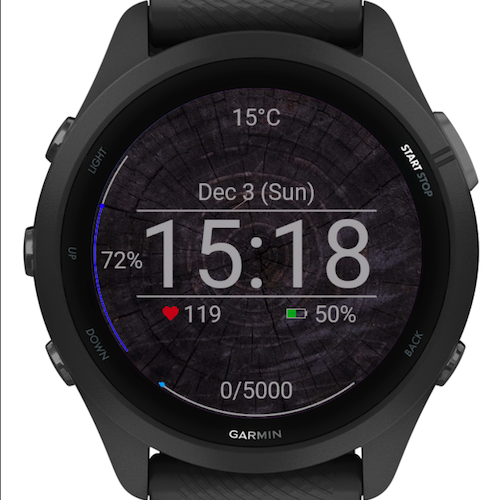 15°C
LIGHT
START STOP
Dec 3 (Sun)
UP
72%
15:18
119
50%
DOWN
BACK
0/5000
GARMIN